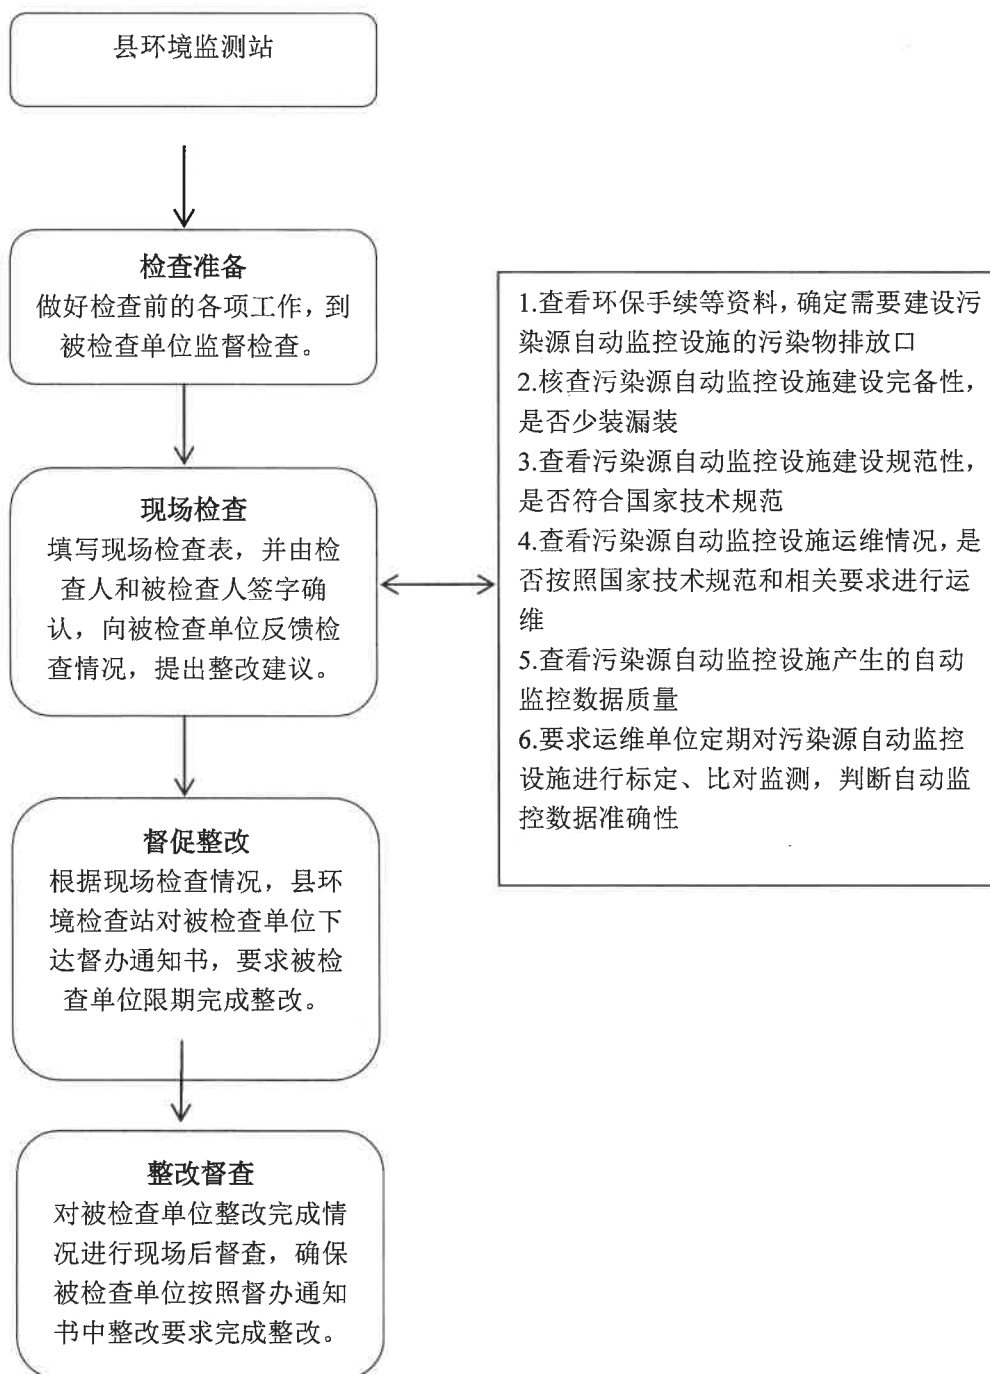 县环境监测站
检查准备
做好检查前的各项工作，到
被检查单位监督检查。
现场检查
填写现场检查表，并由检
查人和被检查人签字确
认，向被检查单位反馈检
查情况，提出整改建议。
1.查看环保手续等资料，确定需要建设污
染源自动监控设施的污染物排放口
2.核查污染源自动监控设施建设完备性，
是否少装漏装
3.查看污染源自动监控设施建设规范性，
是否符合国家技术规范
4.查看污染源自动监控设施运维情况，是
否按照国家技术规范和相关要求进行运
维
5.查看污染源自动监控设施产生的自动
监控数据质量
6.要求运维单位定期对污染源自动监控
设施进行标定、比对监测，判断自动监
控数据准确性
督促整改
根据现场检查情况，县环
境检查站对被检查单位下
达督办通知书，要求被检
查单位限期完成整改。
整改督查
对被检查单位整改完成情
况进行现场后督查，确保
被检查单位按照督办通知
书中整改要求完成整改。